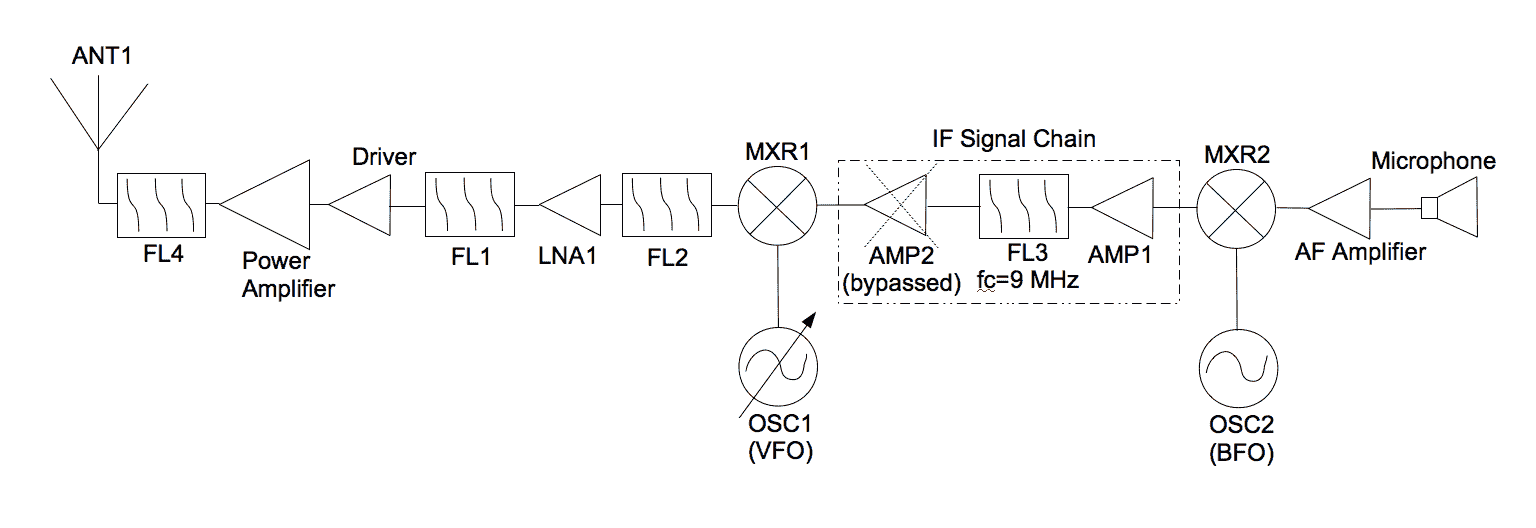 ANT1
FL4
Power
Amplifier
Driver
FL1
LNA1
FL2
MXR1
OSC1
(VFO)
IF Signal Chain
AMP2
(bypassed)
FL3
fc=9 MHz
AMP1
MXR2
OSC2
(BFO)
AF Amplifier
Microphone